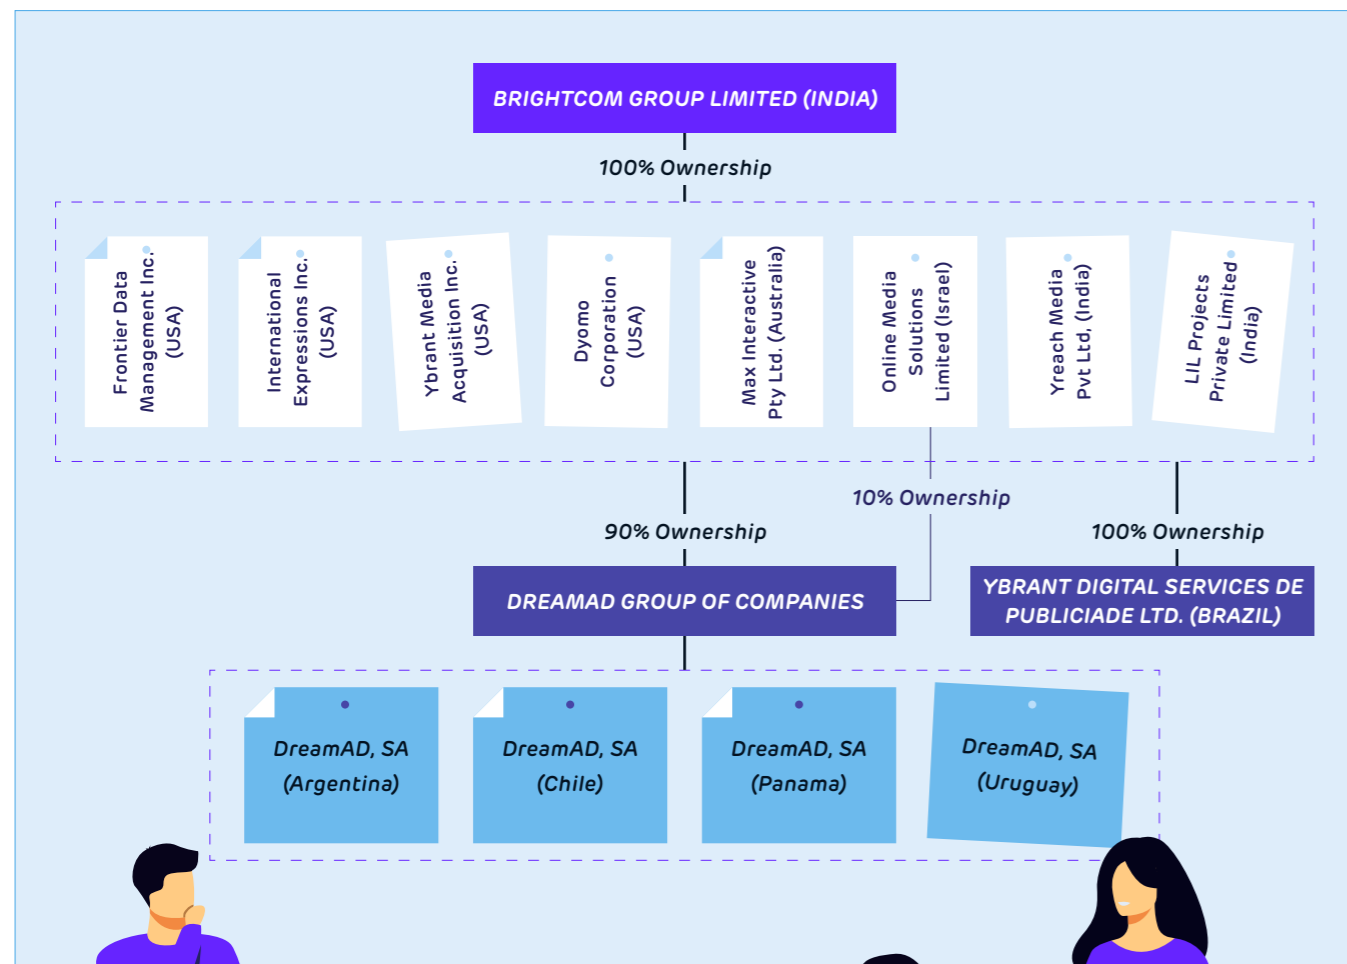 BRIGHTCOM GROUP LIMITED (INDIA)
100% Ownership
Frontier Data
Management Inc.
(USA)
International
Expressions Inc.
(USA)
Ybrant Media
Acquisition Inc.
(USA)
Dyomo
Corporation
(USA)
Max Interactive
Pty Ltd. (Australia)
Online Media
Solutions
Limited (Israel)
Yreach Media
Pvt Ltd, (India)
LIL Projects
Private Limited
(India)
10% Ownership
90% Ownership
100% Ownership
DREAMAD GROUP OF COMPANIES
YBRANT DIGITAL SERVICES DE
PUBLICIADE LTD. (BRAZIL)
DreamAD, SA
(Argentina)
DreamAD, SA
(Chile)
DreamAD, SA
(Panama)
DreamAD, SA
(Uruguay)